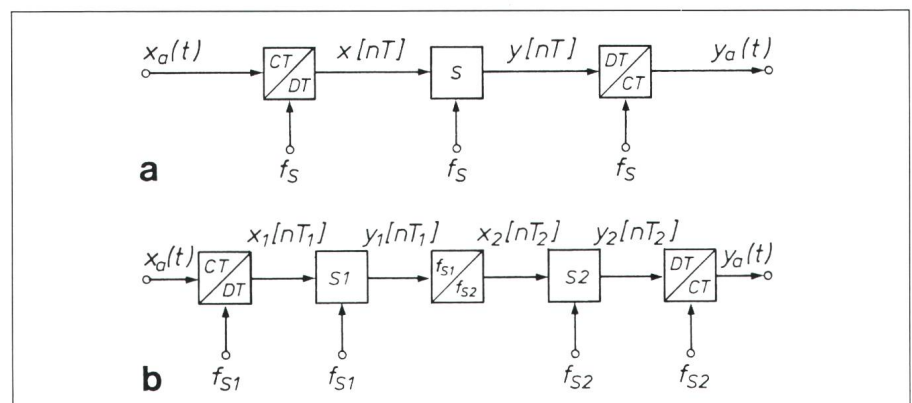 xa(t) x[nT] y[nT] ya(t)
CT/DT S DT/CT
fS fS fS
a
x1[nT1] y1[nT1] x2[nT2] y2[nT2]
xa(t) ya(t)
CT/DT S1 fS1/fS2 S2 DT/CT
fS1 fS1 fS2 fS2
b